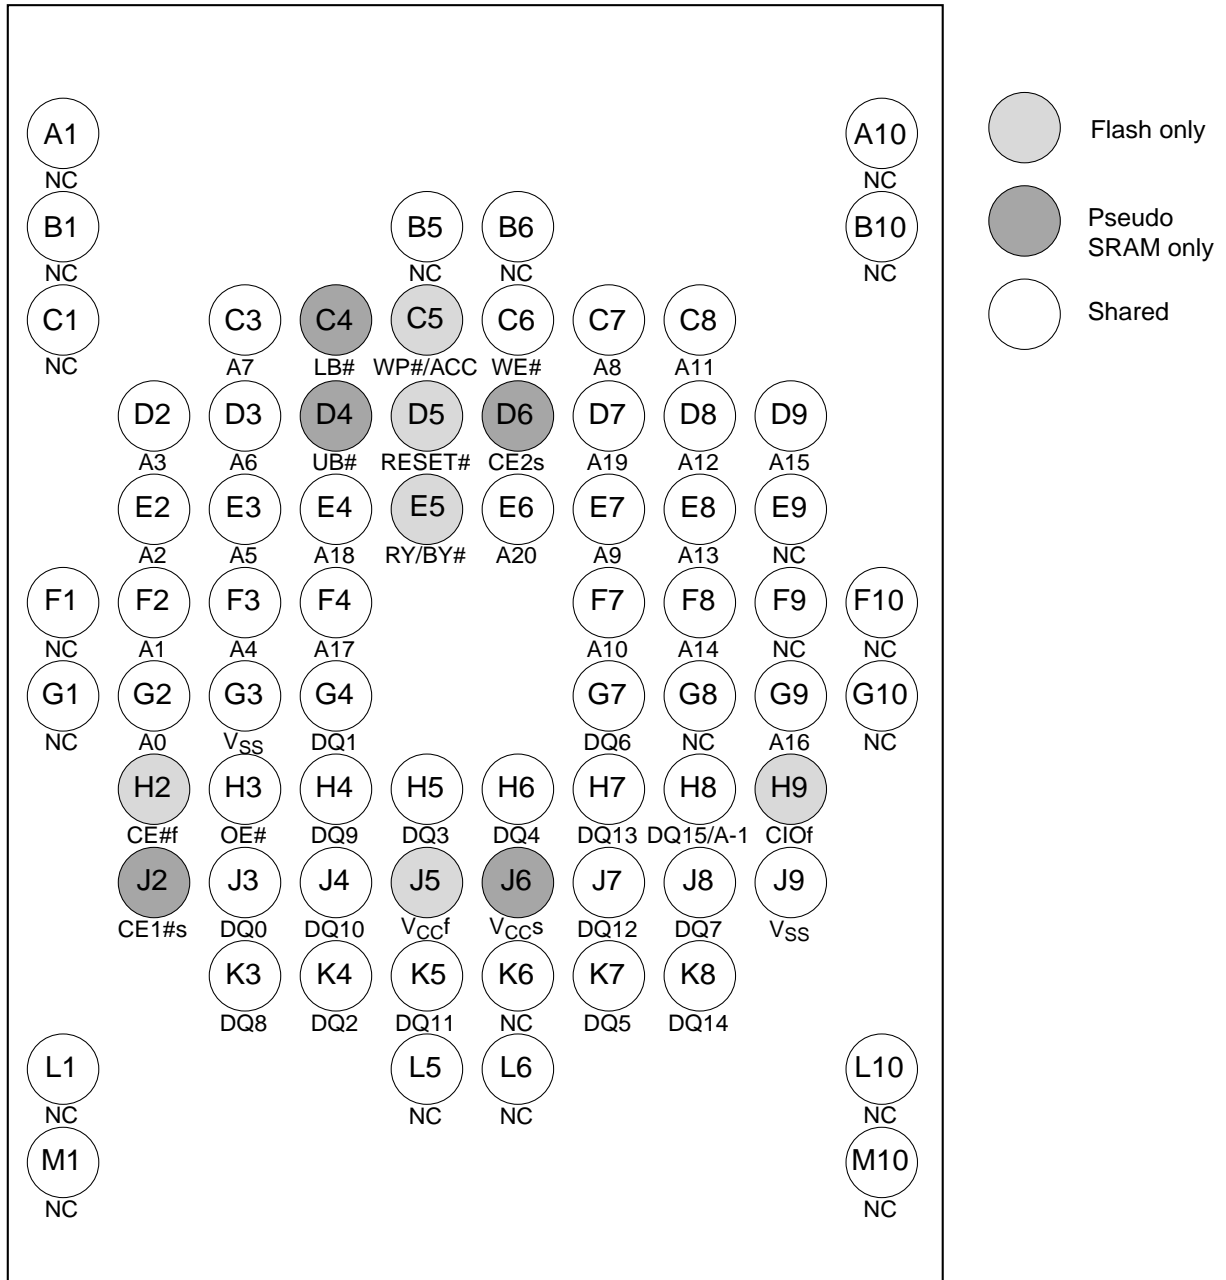 A1 A10
NC NC
B1 B5 B6 B10
NC NC NC NC
C1 C3 C4 C5 C6 C7 C8
NC A7 LB# WP#/ACC WE# A8 A11
D2 D3 D4 D5 D6 D7 D8 D9
A3 A6 UB# RESET# CE2s A19 A12 A15
E2 E3 E4 E5 E6 E7 E8 E9
A2 A5 A18 RY/BY# A20 A9 A13 NC
F1 F2 F3 F4 F7 F8 F9 F10
NC A1 A4 A17 A10 A14 NC NC
G1 G2 G3 G4 G7 G8 G9 G10
NC A0 VSS DQ1 DQ6 NC A16 NC
H2 H3 H4 H5 H6 H7 H8 H9
CE#f OE# DQ9 DQ3 DQ4 DQ13 DQ15/A-1 CIOf
J2 J3 J4 J5 J6 J7 J8 J9
CE1#s DQ0 DQ10 VCCf VCCs DQ12 DQ7 VSS
K3 K4 K5 K6 K7 K8
DQ8 DQ2 DQ11 NC DQ5 DQ14
L1 L5 L6 L10
NC NC NC NC
M1 M10
NC NC
Flash only
Pseudo
SRAM only
Shared